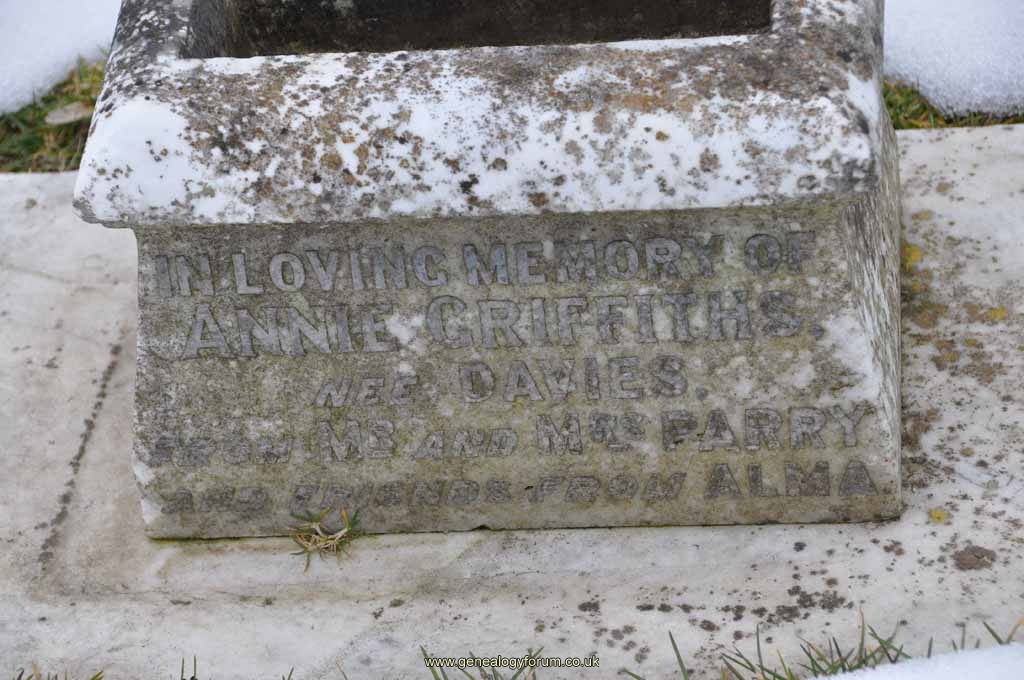 IN LOVING MEMORY OF
ANNIE GRIFFITHS.
NEE DAVIES.
FROM MR AND MRS PARRY
AND FRIENDS FROM ALMA
www.genealogyforum.co.uk